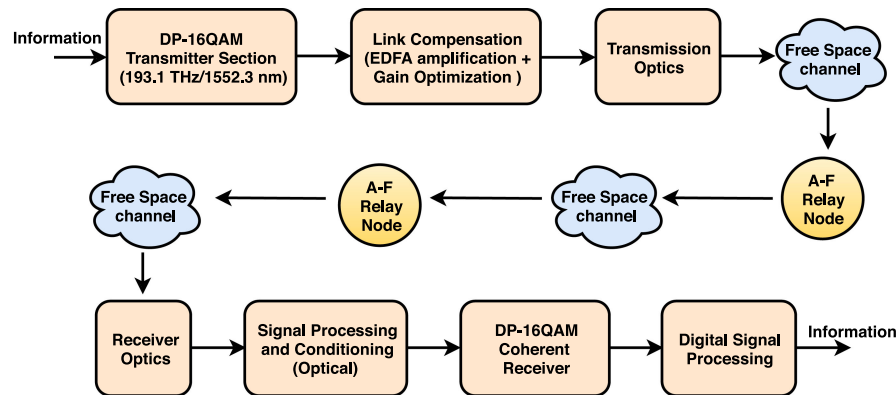 Information
DP-16QAM
Transmitter Section
(193.1 THz/1552.3 nm)
Link Compensation
(EDFA amplification +
Gain Optimization )
Transmission
Optics
Free Space
channel
A-F
Relay
Node
Free Space
channel
A-F
Relay
Node
Free Space
channel
Receiver
Optics
Signal Processing
and Conditioning
(Optical)
DP-16QAM
Coherent
Receiver
Digital Signal
Processing
Information